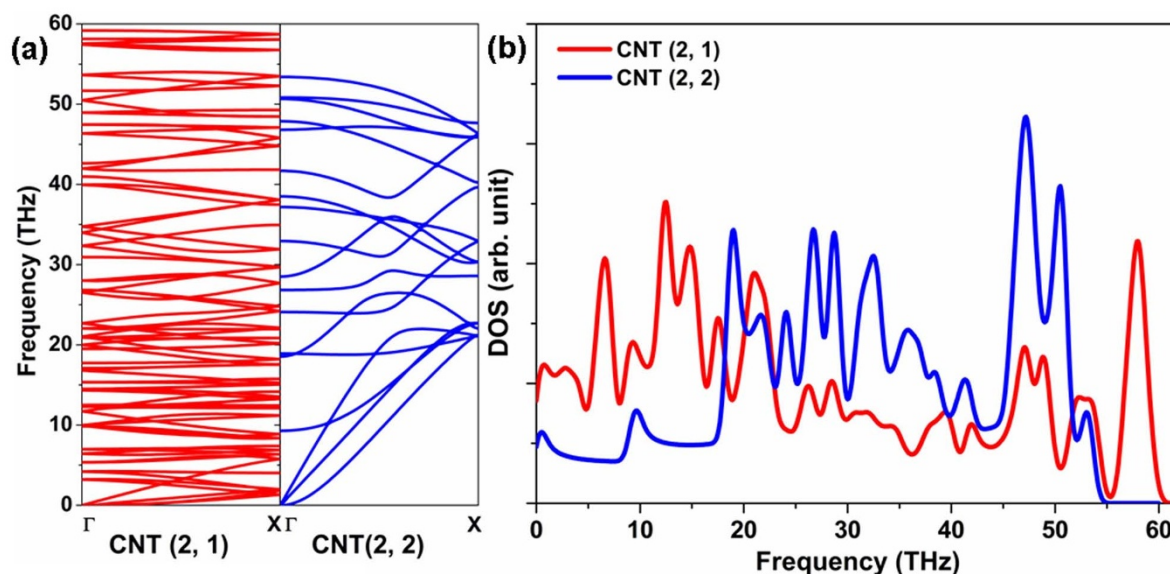 (a)
Frequency (THz)
60
50
40
30
20
10
0
Γ X Γ X
CNT (2, 1) CNT(2, 2)
(b)
CNT (2, 1)
CNT (2, 2)
DOS (arb. unit)
0 10 20 30 40 50 60
Frequency (THz)